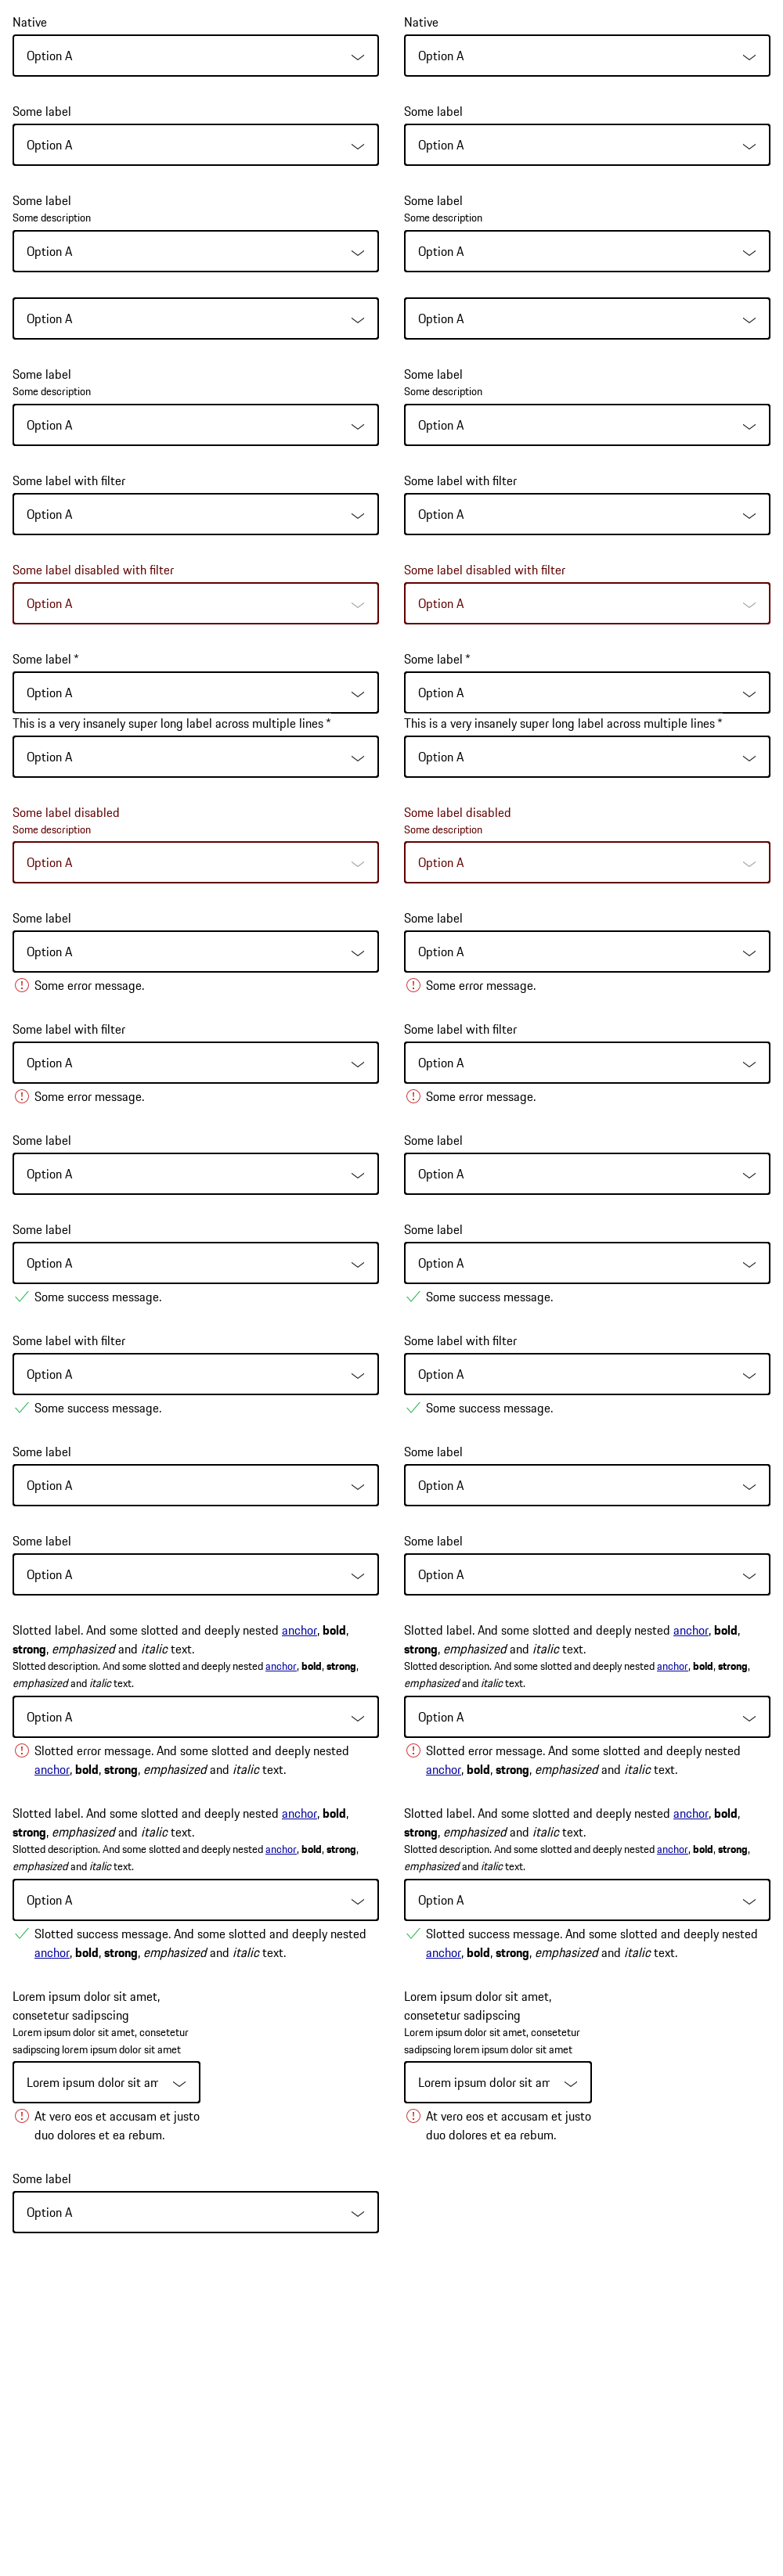 Native
Option A
Some label
Option A
Some label
Some description
Option A
Option A
Some label
Some description
Option A
Some label with filter
Option A
Some label disabled with filter
Option A
Some label *
Option A
This is a very insanely super long label across multiple lines *
Option A
Some label disabled
Some description
Option A
Some label
Option A
Some error message.
Some label with filter
Option A
Some error message.
Some label
Option A
Some label
Option A
Some success message.
Some label with filter
Option A
Some success message.
Some label
Option A
Some label
Option A
Slotted label. And some slotted and deeply nested anchor, bold,
strong, emphasized and italic text.
Slotted description. And some slotted and deeply nested anchor, bold, strong,
emphasized and italic text.
Option A
Slotted error message. And some slotted and deeply nested
anchor, bold, strong, emphasized and italic text.
Slotted label. And some slotted and deeply nested anchor, bold,
strong, emphasized and italic text.
Slotted description. And some slotted and deeply nested anchor, bold, strong,
emphasized and italic text.
Option A
Slotted success message. And some slotted and deeply nested
anchor, bold, strong, emphasized and italic text.
Lorem ipsum dolor sit amet,
consetetur sadipscing
Lorem ipsum dolor sit amet, consetetur
sadipscing lorem ipsum dolor sit amet
Lorem ipsum dolor sit am
At vero eos et accusam et justo
duo dolores et ea rebum.
Some label
Option A
Native
Option A
Some label
Option A
Some label
Some description
Option A
Option A
Some label
Some description
Option A
Some label with filter
Option A
Some label disabled with filter
Option A
Some label *
Option A
This is a very insanely super long label across multiple lines *
Option A
Some label disabled
Some description
Option A
Some label
Option A
Some error message.
Some label with filter
Option A
Some error message.
Some label
Option A
Some label
Option A
Some success message.
Some label with filter
Option A
Some success message.
Some label
Option A
Some label
Option A
Slotted label. And some slotted and deeply nested anchor, bold,
strong, emphasized and italic text.
Slotted description. And some slotted and deeply nested anchor, bold, strong,
emphasized and italic text.
Option A
Slotted error message. And some slotted and deeply nested
anchor, bold, strong, emphasized and italic text.
Slotted label. And some slotted and deeply nested anchor, bold,
strong, emphasized and italic text.
Slotted description. And some slotted and deeply nested anchor, bold, strong,
emphasized and italic text.
Option A
Slotted success message. And some slotted and deeply nested
anchor, bold, strong, emphasized and italic text.
Lorem ipsum dolor sit amet,
consetetur sadipscing
Lorem ipsum dolor sit amet, consetetur
sadipscing lorem ipsum dolor sit amet
Lorem ipsum dolor sit am
At vero eos et accusam et justo
duo dolores et ea rebum.